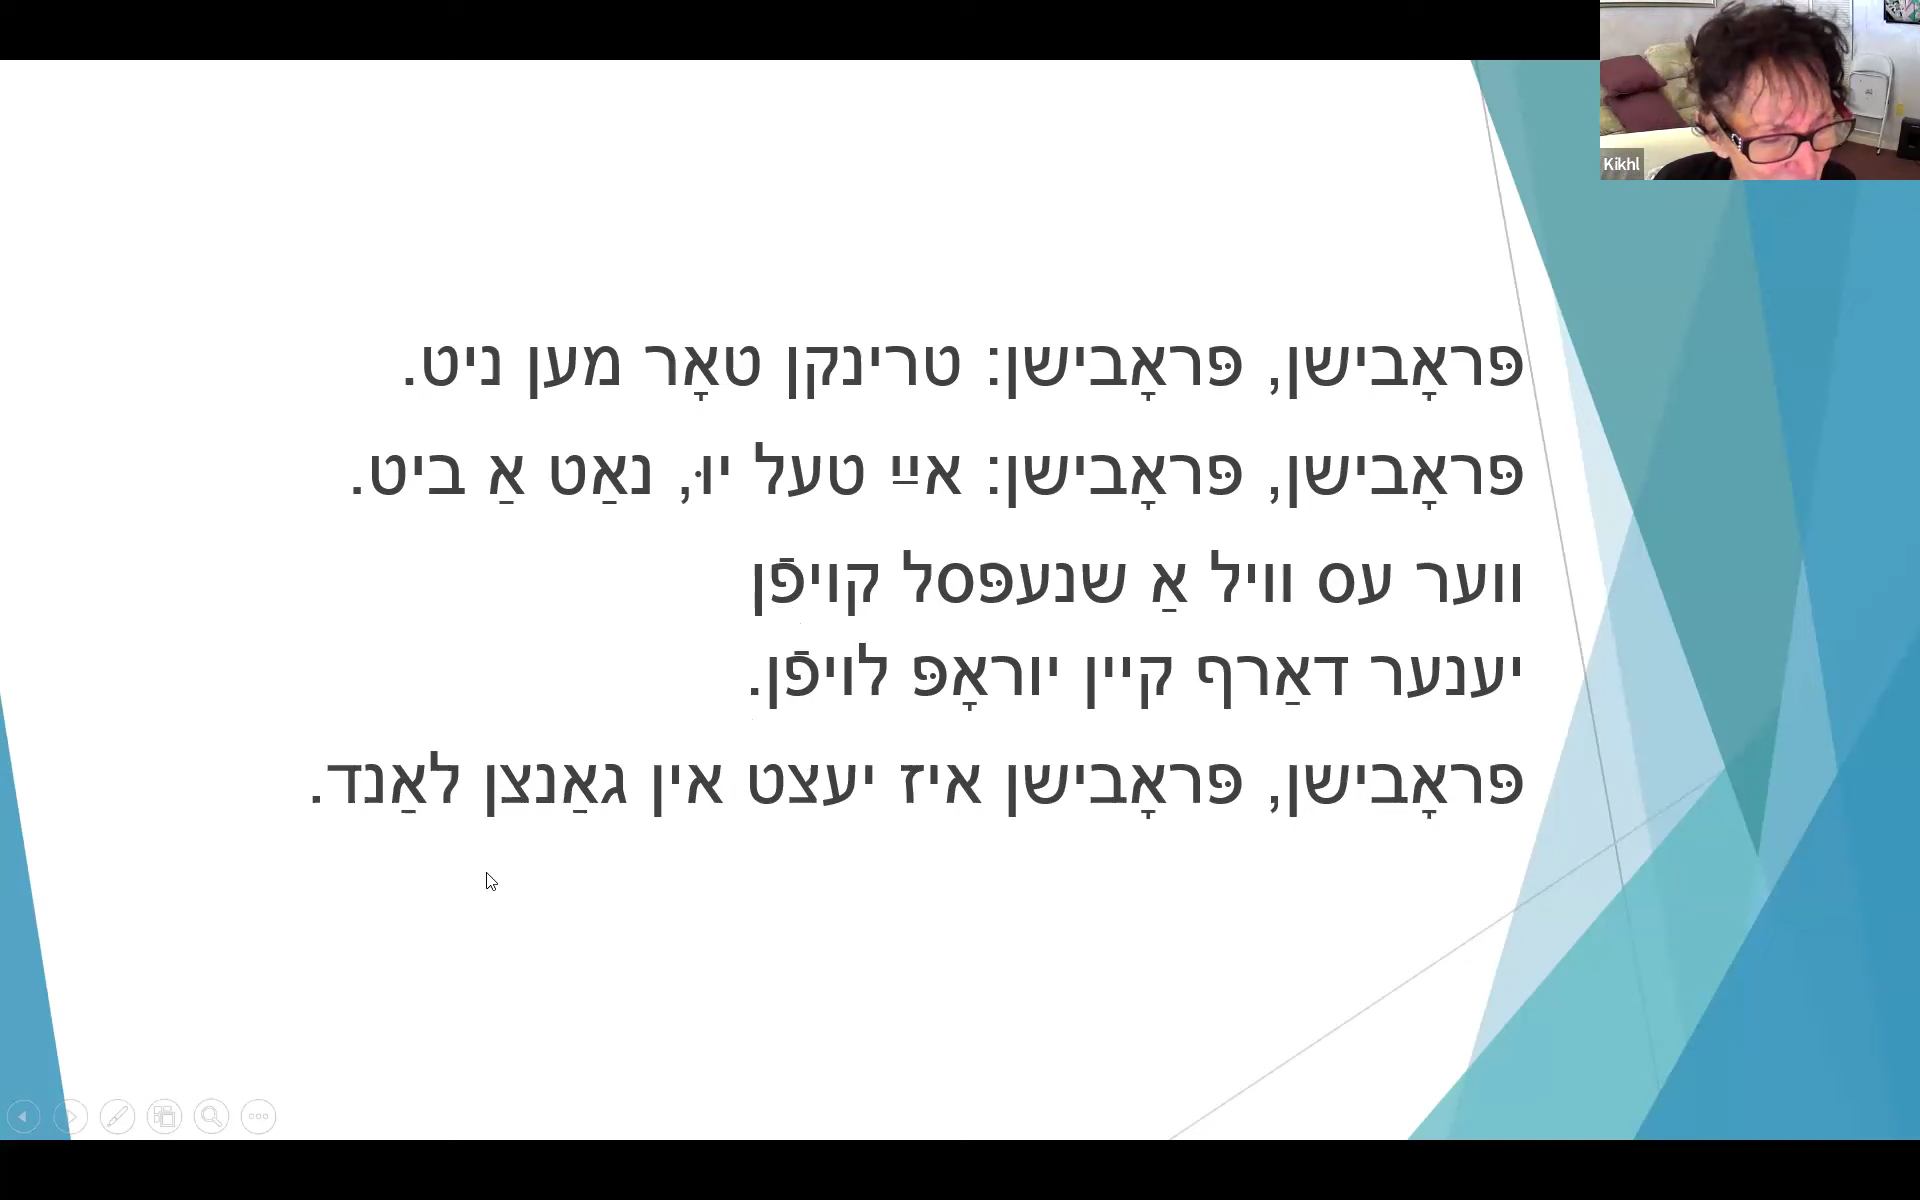 Kikhl
פּראָבישן, פּראָבישן: טרינקן טאָר מען ניט.
פּראָבישן, פּראָבישן: אײַ טעל יוּ, נאַט אַ ביט.
ווער עס וויל אַ שנעפּסל קויפֿן
יענער דאַרף קיין יוראָפּ לויפֿן.
פּראָבישן, פּראָבישן איז יעצט אין גאַנצן לאַנד.